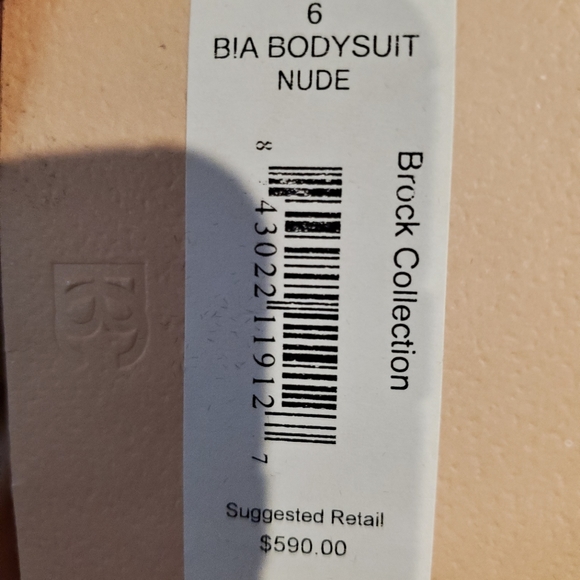 6
B!A BODYSUIT
NUDE
Brock Collection
8 43022 11912 7
Suggested Retail
$590.00